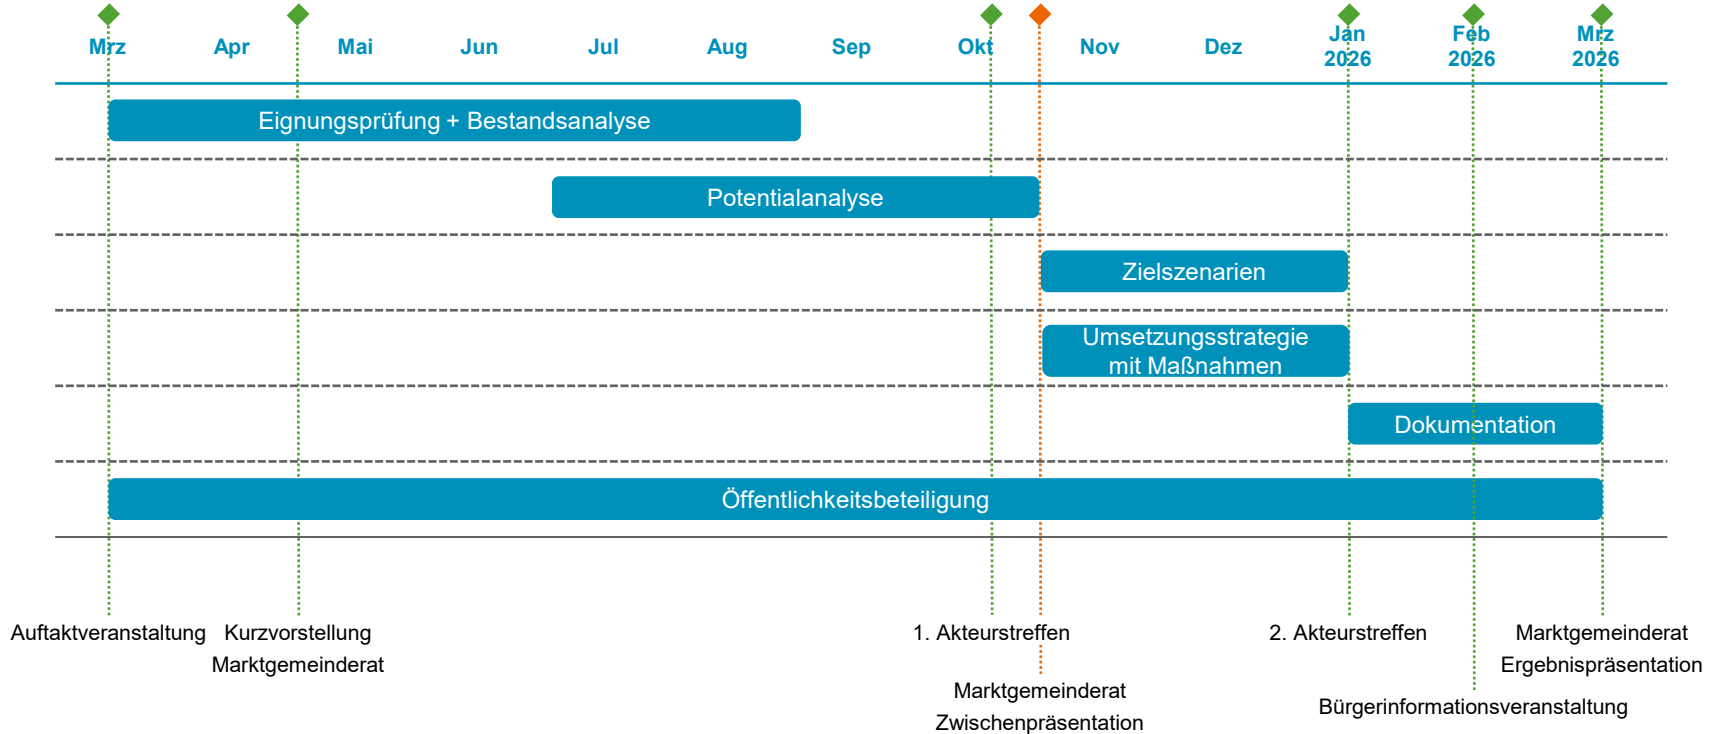 Mrz Apr Mai Jun Jul Aug Sep Okt Nov Dez Jan Feb Mrz
2026 2026 2026
Eignungsprüfung + Bestandsanalyse
Potentialanalyse
Zielszenarien
Umsetzungsstrategie
mit Maßnahmen
Dokumentation
Öffentlichkeitsbeteiligung
Auftaktveranstaltung
Kurzvorstellung
Marktgemeinderat
1. Akteurstreffen
Marktgemeinderat
Zwischenpräsentation
2. Akteurstreffen
Bürgerinformationsveranstaltung
Marktgemeinderat
Ergebnispräsentation